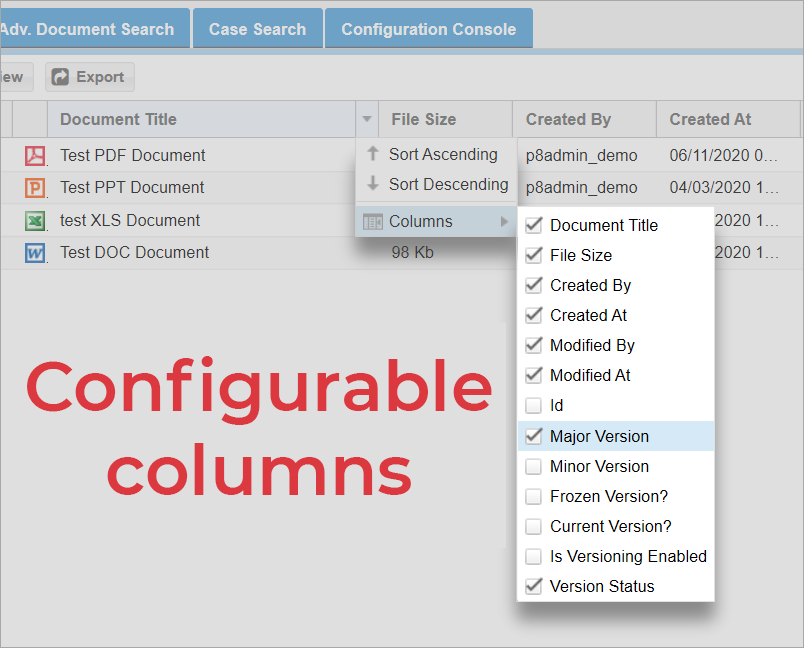 Adv. Document Search Case Search Configuration Console
iew Export
Document Title File Size Created By Created At
Test PDF Document p8admin_demo 06/11/2020 0...
Test PPT Document p8admin_demo 04/03/2020 1...
test XLS Document 2020 1...
Test DOC Document 98 Kb 2020 1...
Sort Ascending
Sort Descending
Columns
Document Title
File Size
Created By
Created At
Modified By
Modified At
Id
Major Version
Minor Version
Frozen Version?
Current Version?
Is Versioning Enabled
Version Status
Configurable
columns